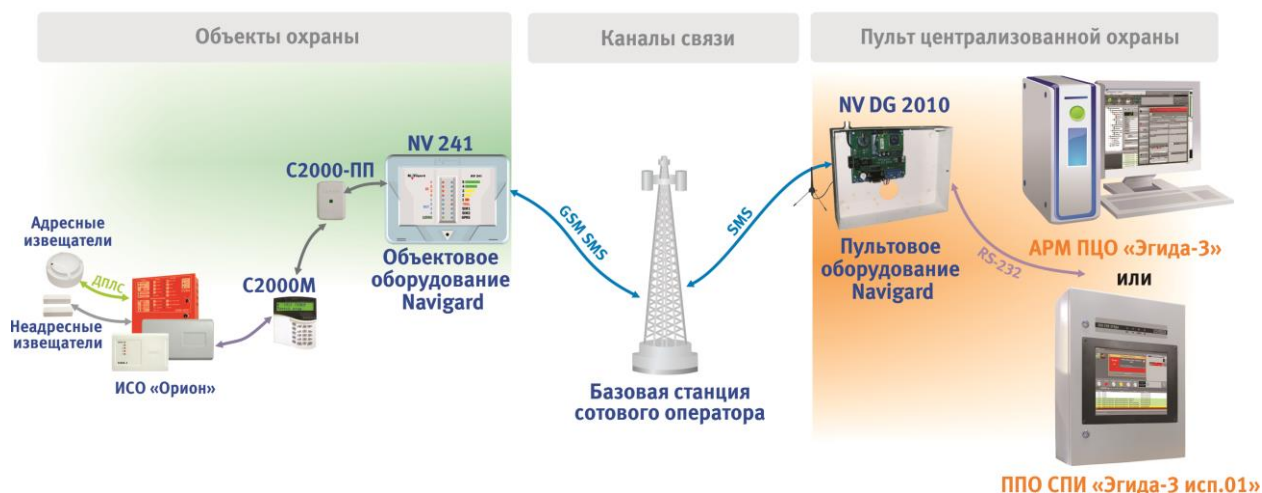 Объекты охраны
Каналы связи
Пульт централизованной охраны
NV 241
С2000-ПП
Адресные
извещатели
ДПЛС
С2000М
Неадресные
извещатели
ИСО «Орион»
Объектовое
оборудование
Navigard
GSM SMS
SMS
Базовая станция
сотового оператора
NV DG 2010
Пультовое
оборудование
Navigard
RS-232
АРМ ПЦО «Эгида-3»
или
ППО СПИ «Эгида-3 исп.01»